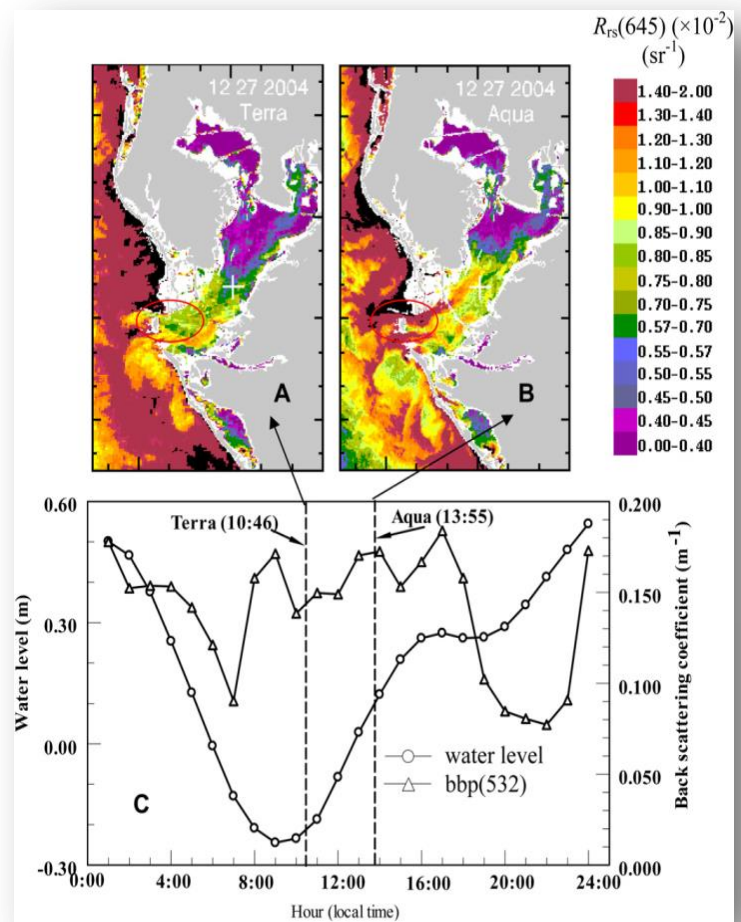 Rrs(645) (×10-2)
(sr-1)
12 27 2004
Terra
12 27 2004
Aqua
1.40-2.00
1.30-1.40
1.20-1.30
1.10-1.20
1.00-1.10
0.90-1.00
0.85-0.90
0.80-0.85
0.75-0.80
0.70-0.75
0.57-0.70
0.55-0.57
0.50-0.55
0.45-0.50
0.40-0.45
0.00-0.40
A
B
0.60
0.30
0.00
-0.30
Water level (m)
Terra (10:46)
Aqua (13:55)
water level
bbp(532)
C
0.200
0.150
0.100
0.050
0.000
Back scattering coefficient (m-1)
0:00
4:00
8:00
12:00
16:00
20:00
24:00
Hour (local time)